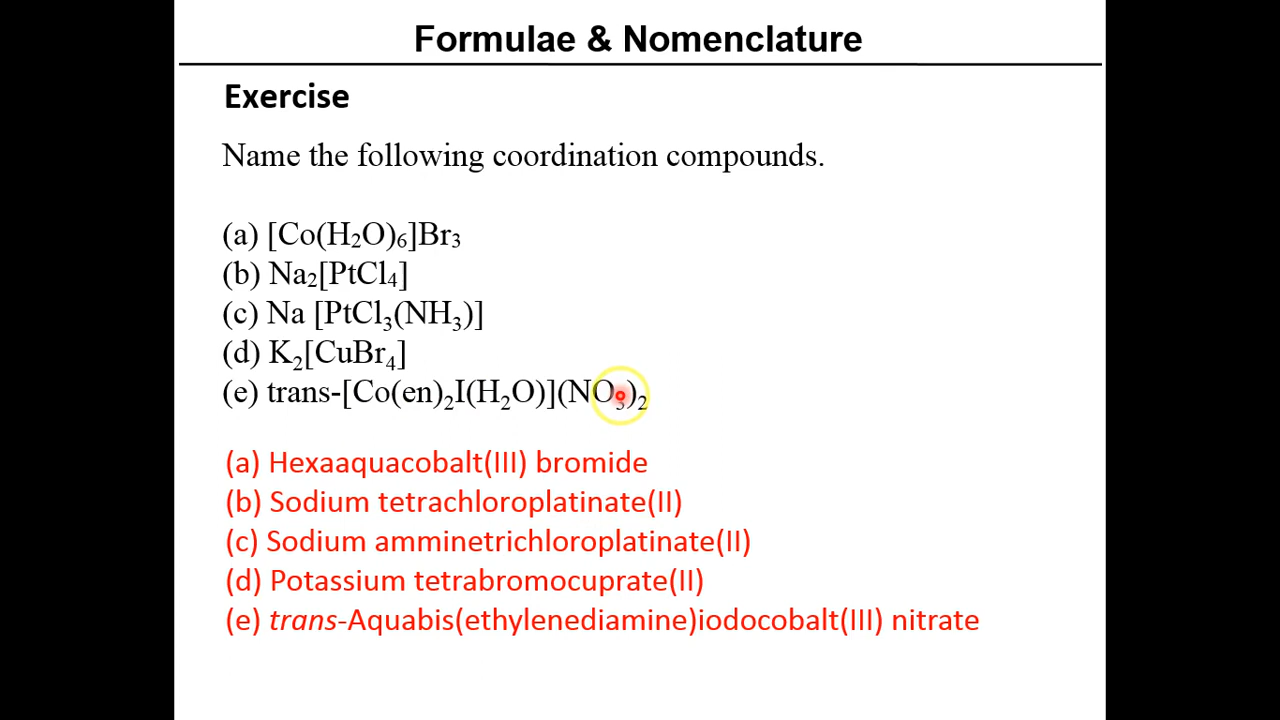 Formulae & Nomenclature
Exercise
Name the following coordination compounds.
(a) [Co(H₂O)₆]Br₃
(b) Na₂[PtCl₄]
(c) Na [PtCl₃(NH₃)]
(d) K₂[CuBr₄]
(e) trans-[Co(en)₂I(H₂O)](NO₃)₂
(a) Hexaaquacobalt(III) bromide
(b) Sodium tetrachloroplatinate(II)
(c) Sodium amminetrichloroplatinate(II)
(d) Potassium tetrabromocuprate(II)
(e) trans-Aquabis(ethylenediamine)iodocobalt(III) nitrate